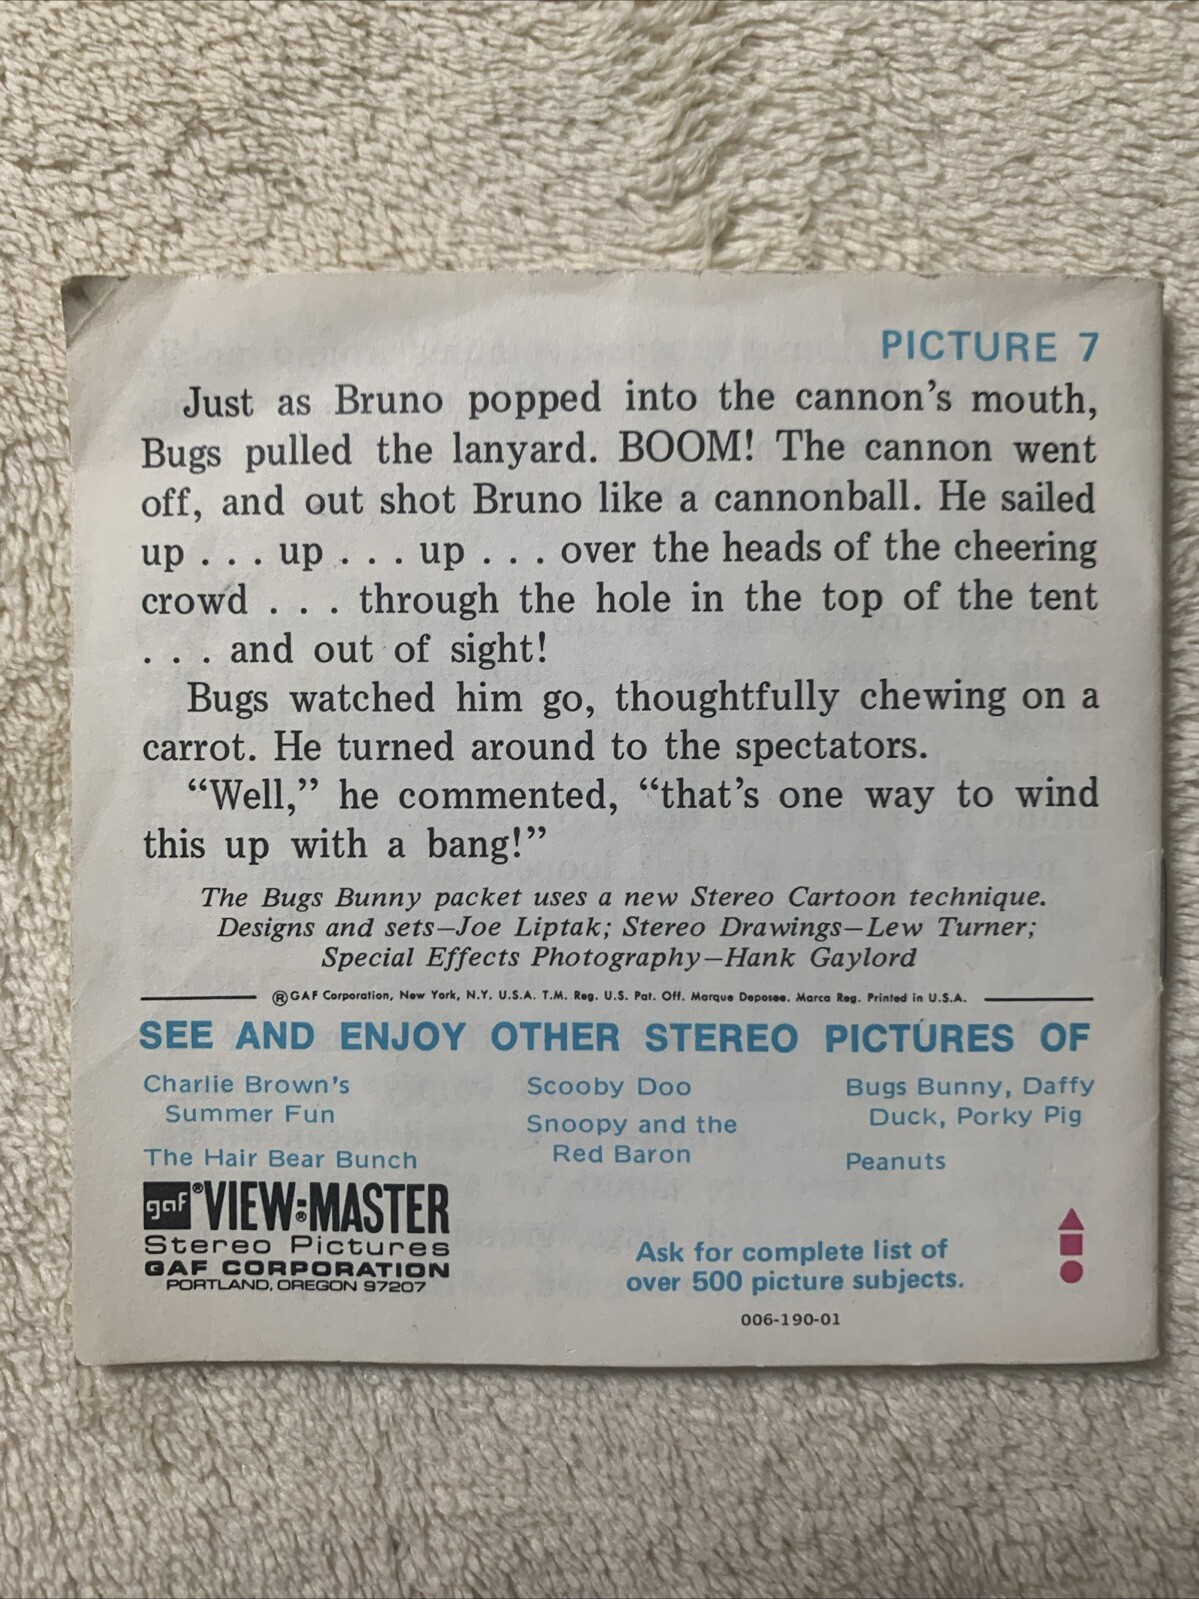 PICTURE 7
Just as Bruno popped into the cannon's mouth,
Bugs pulled the lanyard. BOOM! The cannon went
off, and out shot Bruno like a cannonball. He sailed
up . . . up . . . up . . . over the heads of the cheering
crowd . . . through the hole in the top of the tent
. . . and out of sight!
Bugs watched him go, thoughtfully chewing on a
carrot. He turned around to the spectators.
“Well,” he commented, “that's one way to wind
this up with a bang!”
The Bugs Bunny packet uses a new Stereo Cartoon technique.
Designs and sets—Joe Liptak; Stereo Drawings—Lew Turner;
Special Effects Photography—Hank Gaylord
®GAF Corporation, New York, N.Y. U.S.A. T.M. Reg. U.S. Pat. Off. Marque Deposee. Marca Reg. Printed in U.S.A.
SEE AND ENJOY OTHER STEREO PICTURES OF
Charlie Brown's
Summer Fun
The Hair Bear Bunch
Scooby Doo
Snoopy and the
Red Baron
Bugs Bunny, Daffy
Duck, Porky Pig
Peanuts
gaf® VIEW-MASTER®
Stereo Pictures
GAF CORPORATION
PORTLAND, OREGON 97207
Ask for complete list of
over 500 picture subjects.
006-190-01